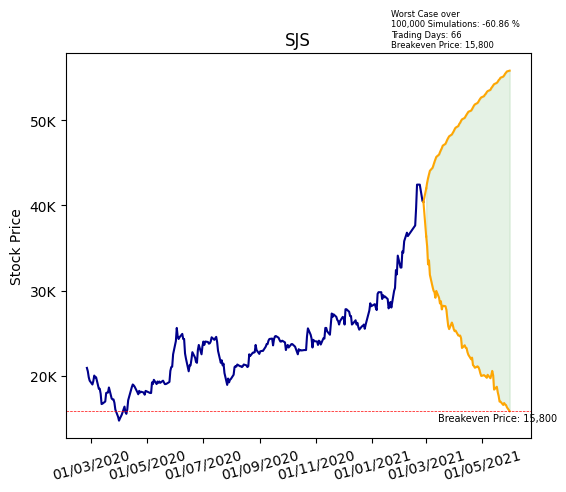 Worst Case over
100,000 Simulations: -60.86 %
Trading Days: 66
Breakeven Price: 15,800
SJS
Stock Price
50K
40K
30K
20K
Breakeven Price: 15,800
01/03/2020 01/05/2020 01/07/2020 01/09/2020 01/11/2020 01/01/2021 01/03/2021 01/05/2021